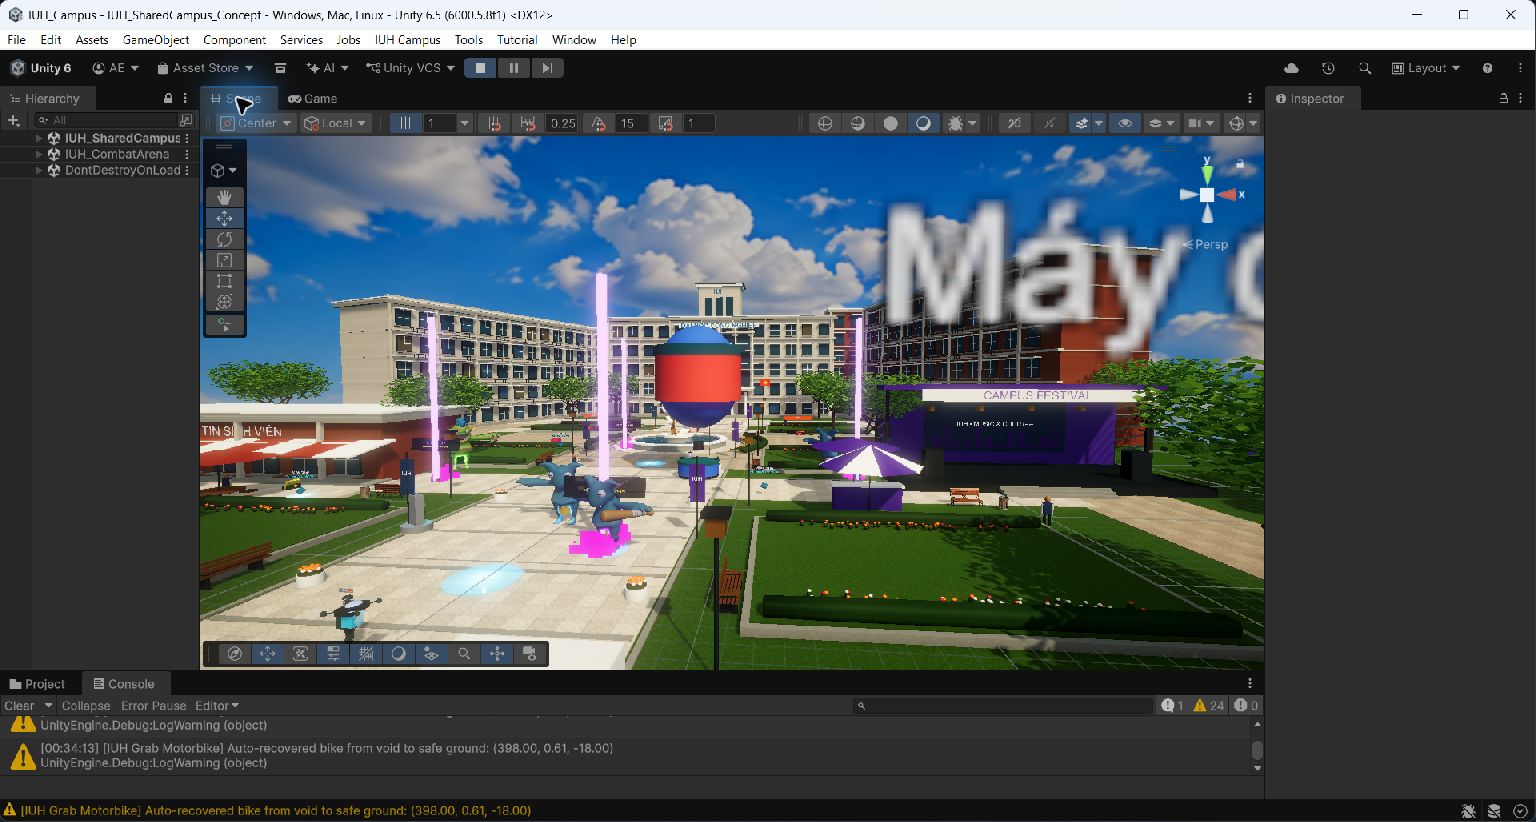 IUH_Campus - IUH_SharedCampus_Concept - Windows, Mac, Linux - Unity 6.5 (6000.5.8f1) <DX12>
File Edit Assets GameObject Component Services Jobs IUH Campus Tools Tutorial Window Help
Unity 6 AE Asset Store AI Unity VCS Layout
Hierarchy Game Inspector
All Center Local 1 0.25 15 1
IUH_SharedCampus
IUH_CombatArena
DontDestroyOnLoad
y
x
Persp
Máy
CAMPUS FESTIVAL
TIN SINH VIÊN
IUH
IUH
Project Console
Clear Collapse Error Pause Editor 1 24 0
UnityEngine.Debug:LogWarning (object)
[00:34:13] [IUH Grab Motorbike] Auto-recovered bike from void to safe ground: (398.00, 0.61, -18.00)
UnityEngine.Debug:LogWarning (object)
[IUH Grab Motorbike] Auto-recovered bike from void to safe ground: (398.00, 0.61, -18.00)